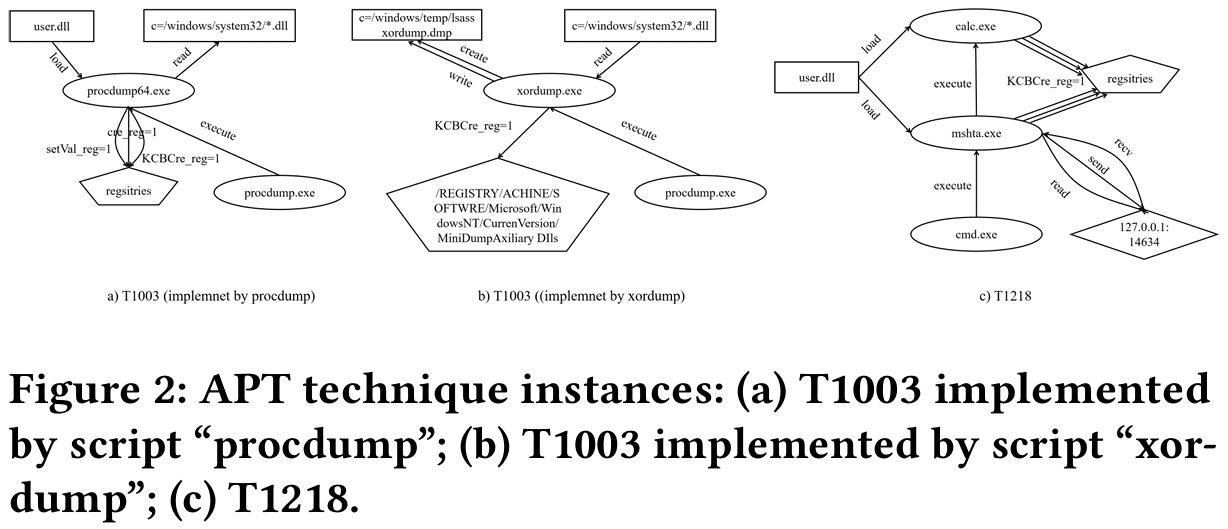 user.dll
c=/windows/system32/*.dll
load
read
procdump64.exe
cre_reg=1
setVal_reg=1
KCBCre_reg=1
execute
regsitries
procdump.exe
a) T1003 (implemnet by procdump)
c=/windows/temp/lsass
xordump.dmp
c=/windows/system32/*.dll
create
write
read
xordump.exe
KCBCre_reg=1
execute
/REGISTRY/ACHINE/S
OFTWRE/Microsoft/Win
dowsNT/CurrenVersion/
MiniDumpAxiliary DIls
procdump.exe
b) T1003 ((implemnet by xordump)
user.dll
load
load
calc.exe
execute
KCBCre_reg=1
regsitries
mshta.exe
recv
send
read
execute
cmd.exe
127.0.0.1:
14634
c) T1218
Figure 2: APT technique instances: (a) T1003 implemented
by script “procdump”; (b) T1003 implemented by script “xor-
dump”; (c) T1218.